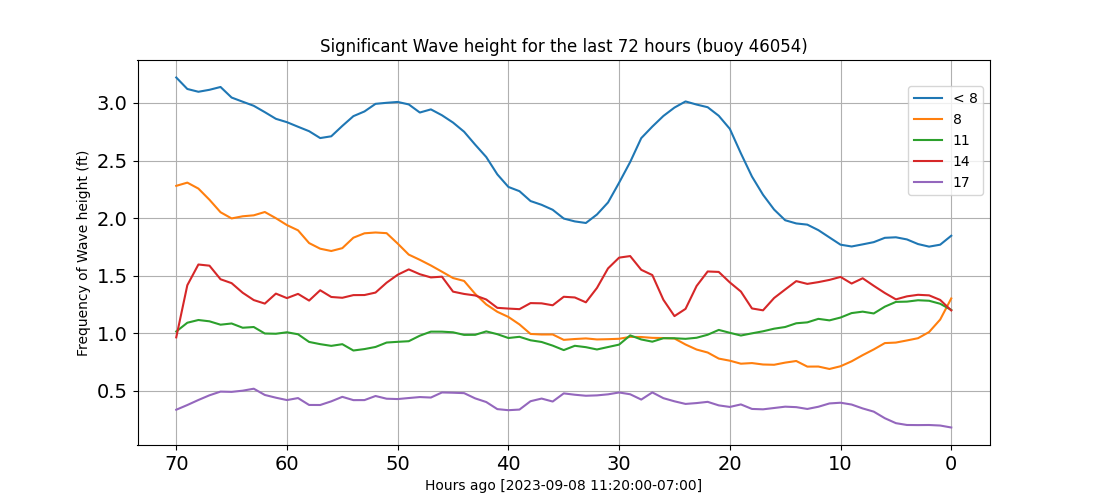 Significant Wave height for the last 72 hours (buoy 46054)
Frequency of Wave height (ft)
3.0
2.5
2.0
1.5
1.0
0.5
< 8
8
11
14
17
70 60 50 40 30 20 10 0
Hours ago [2023-09-08 11:20:00-07:00]